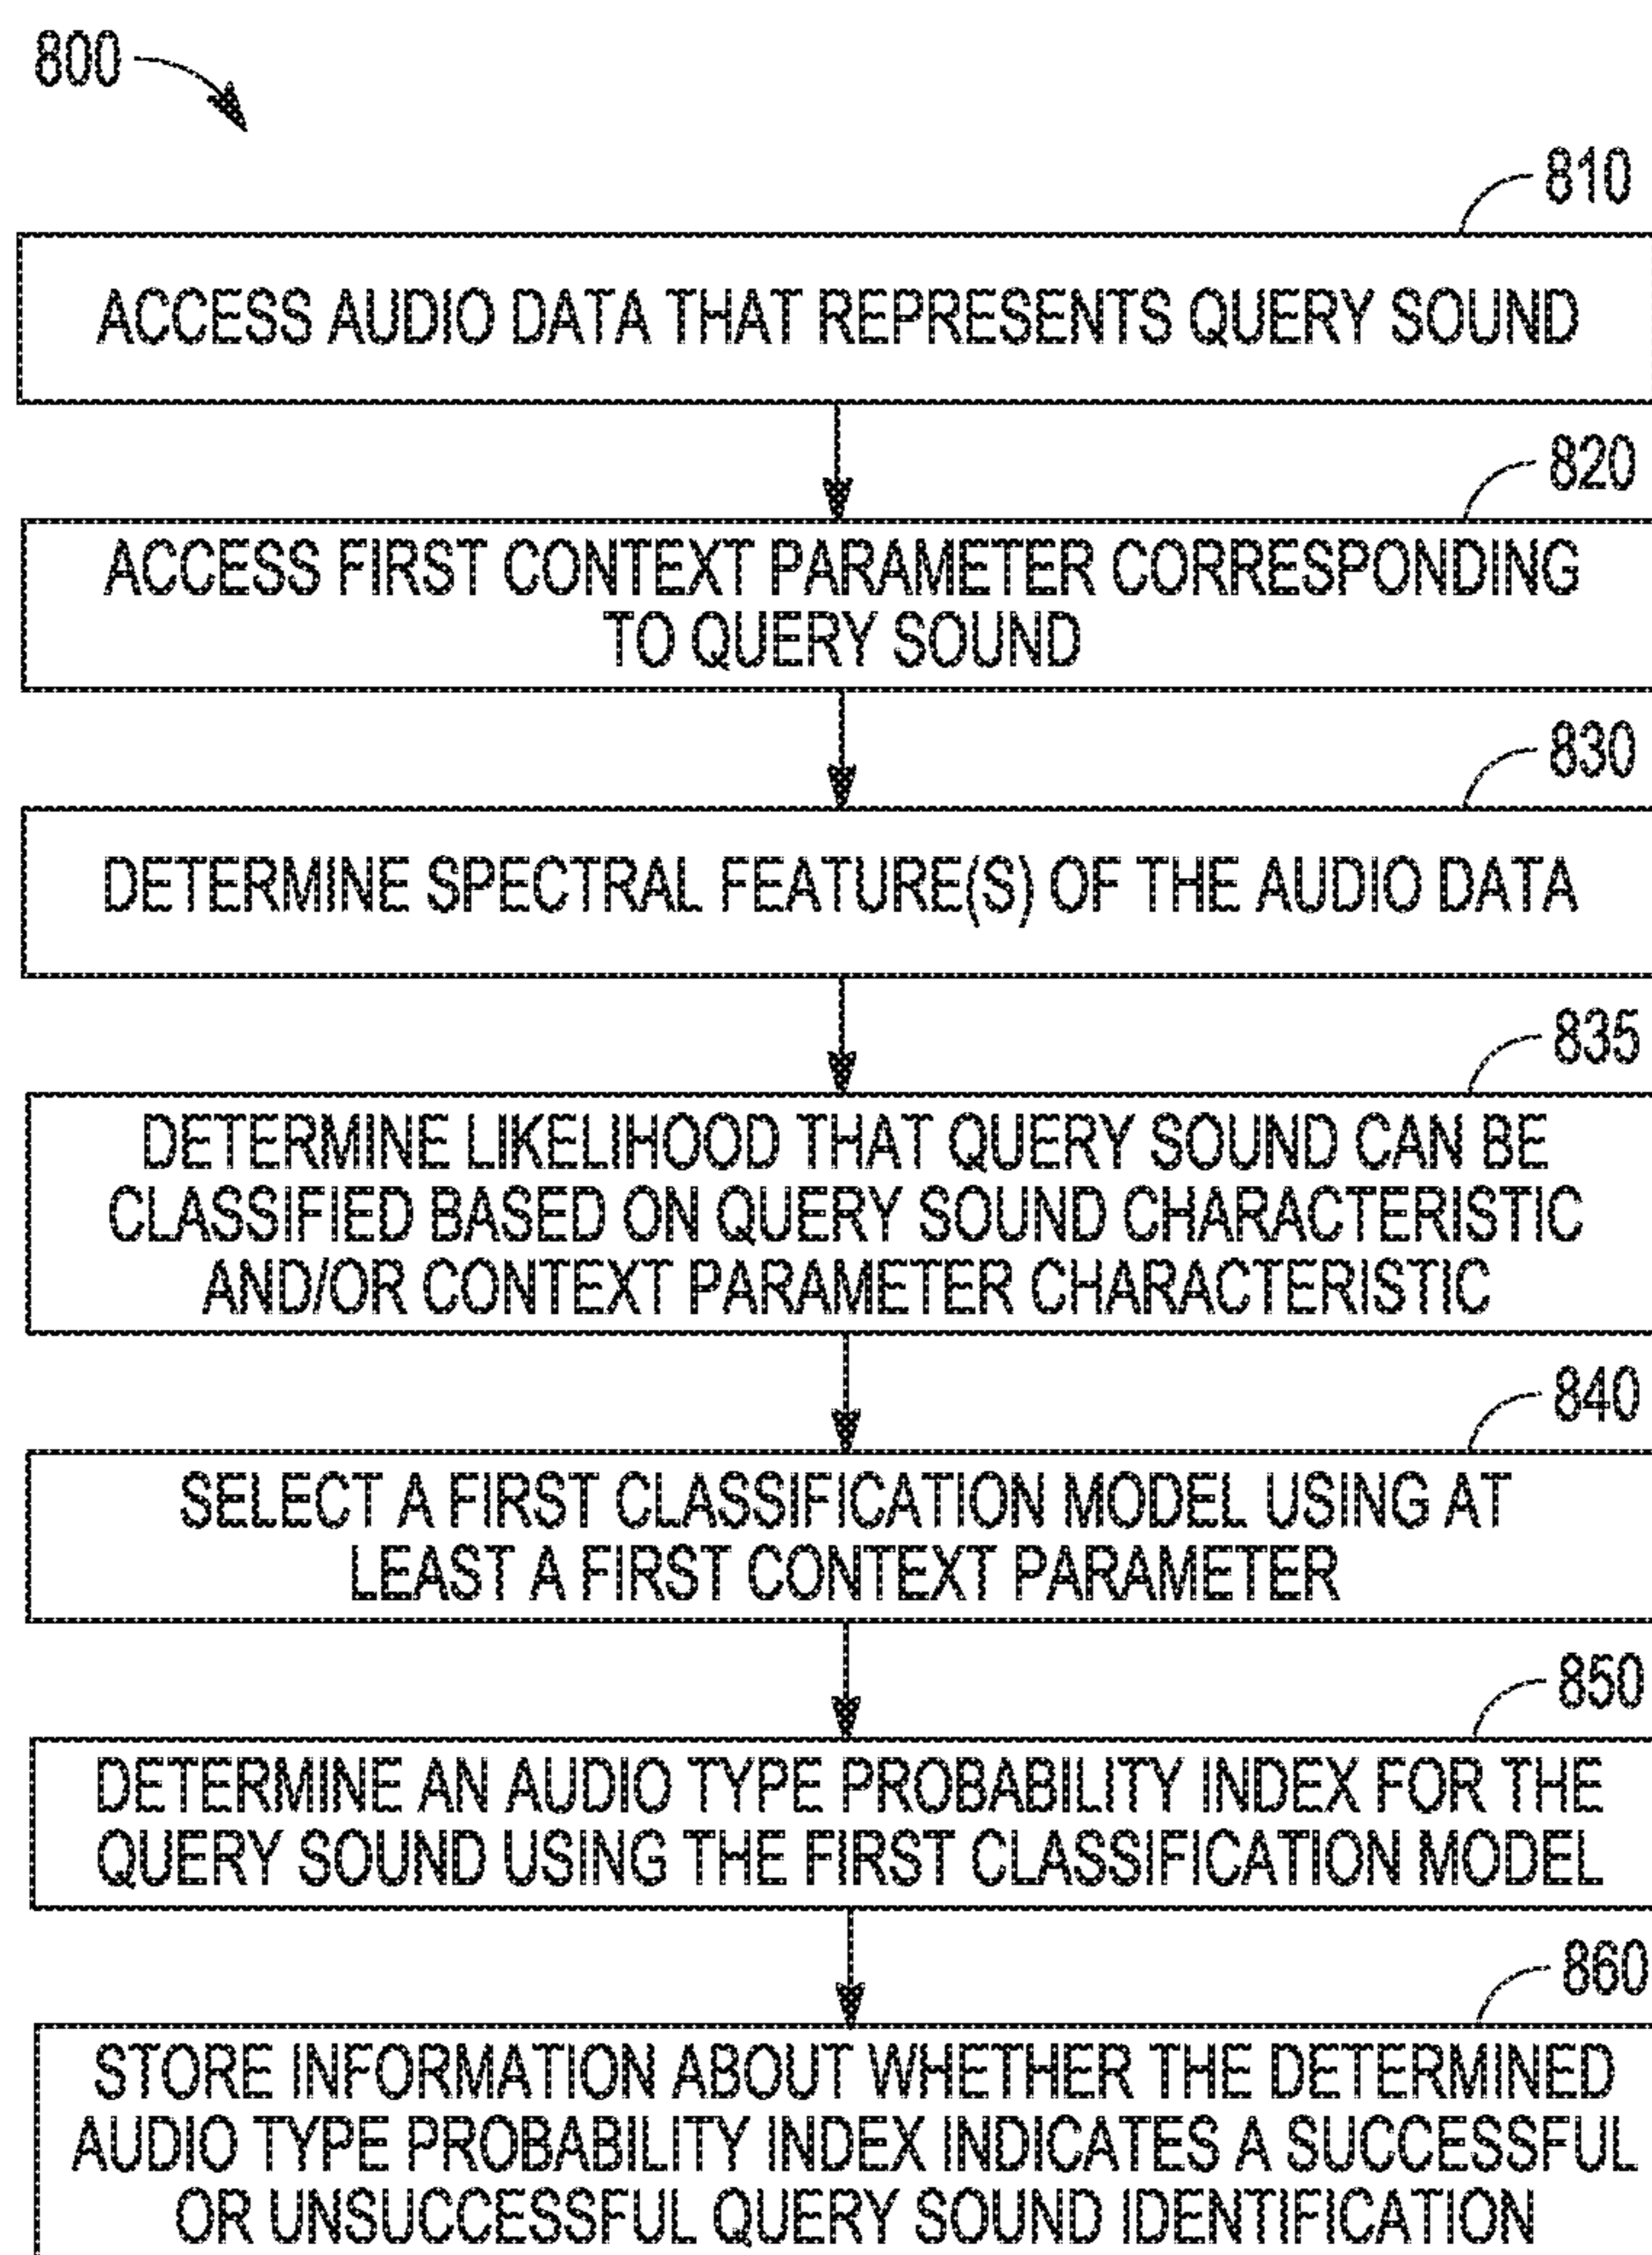 800
810
ACCESS AUDIO DATA THAT REPRESENTS QUERY SOUND
820
ACCESS FIRST CONTEXT PARAMETER CORRESPONDING
TO QUERY SOUND
830
DETERMINE SPECTRAL FEATURE(S) OF THE AUDIO DATA
835
DETERMINE LIKELIHOOD THAT QUERY SOUND CAN BE
CLASSIFIED BASED ON QUERY SOUND CHARACTERISTIC
AND/OR CONTEXT PARAMETER CHARACTERISTIC
840
SELECT A FIRST CLASSIFICATION MODEL USING AT
LEAST A FIRST CONTEXT PARAMETER
850
DETERMINE AN AUDIO TYPE PROBABILITY INDEX FOR THE
QUERY SOUND USING THE FIRST CLASSIFICATION MODEL
860
STORE INFORMATION ABOUT WHETHER THE DETERMINED
AUDIO TYPE PROBABILITY INDEX INDICATES A SUCCESSFUL
OR UNSUCCESSFUL QUERY SOUND IDENTIFICATION